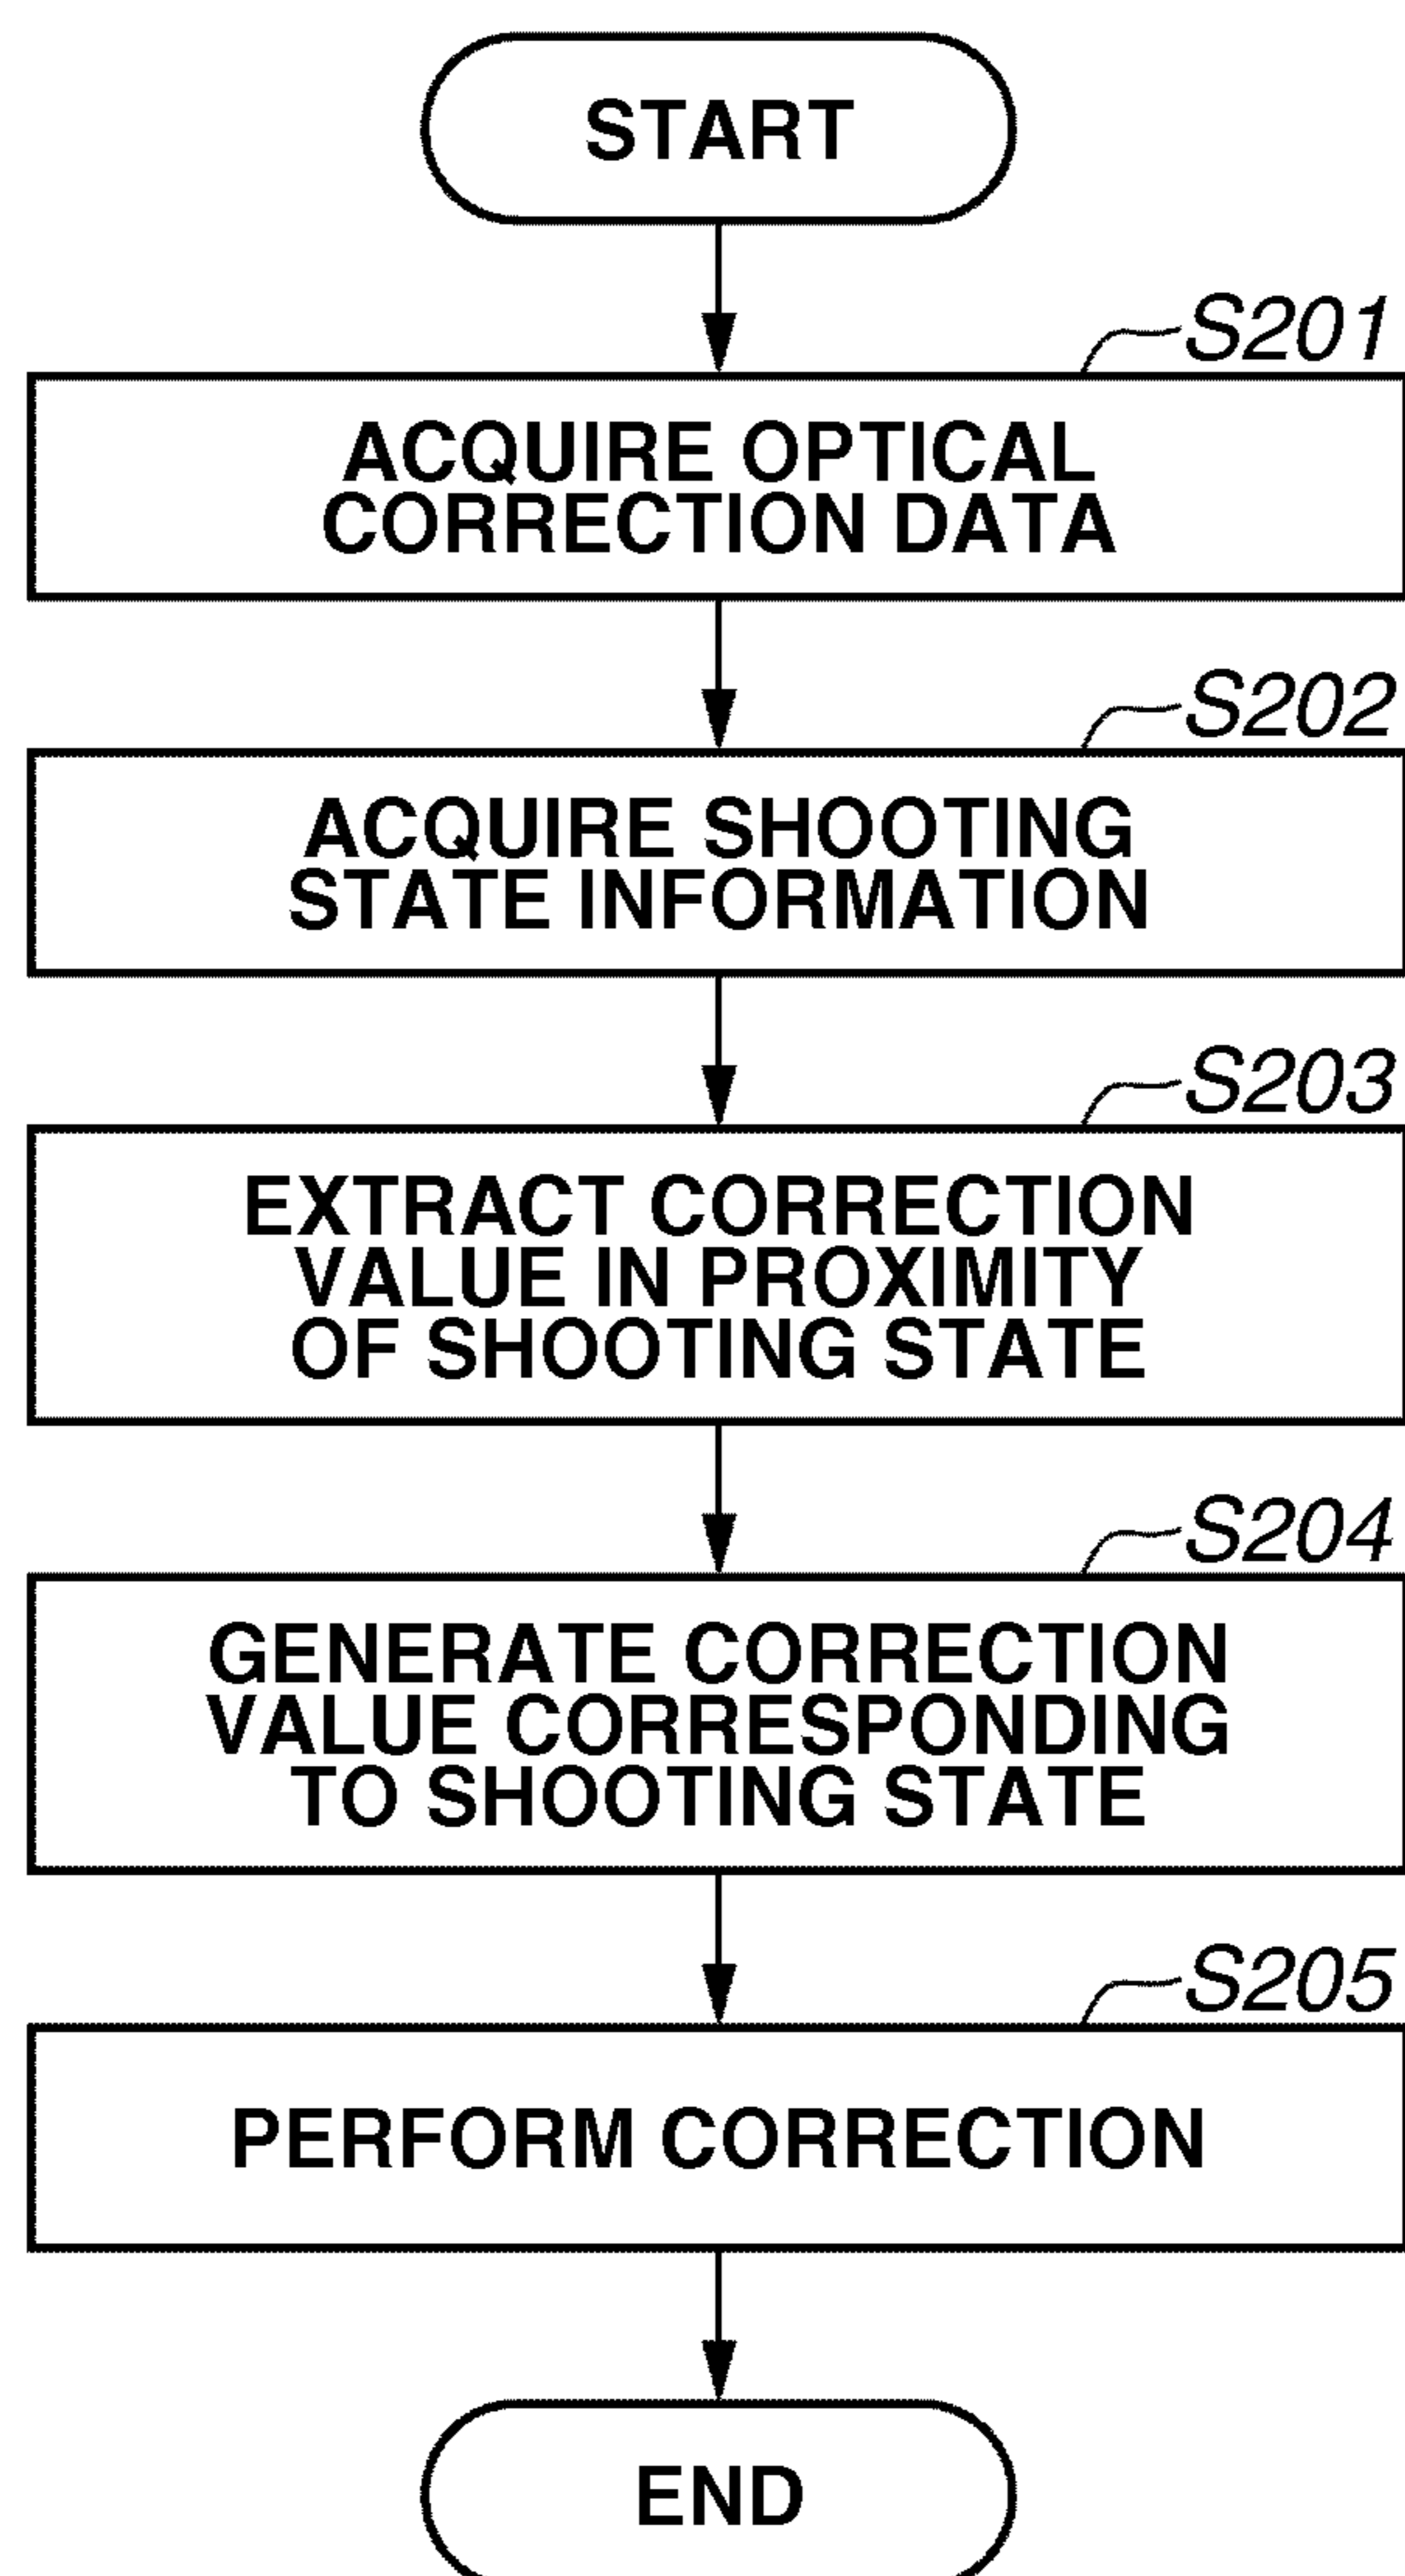 START
S201
ACQUIRE OPTICAL
CORRECTION DATA
S202
ACQUIRE SHOOTING
STATE INFORMATION
S203
EXTRACT CORRECTION
VALUE IN PROXIMITY
OF SHOOTING STATE
S204
GENERATE CORRECTION
VALUE CORRESPONDING
TO SHOOTING STATE
S205
PERFORM CORRECTION
END